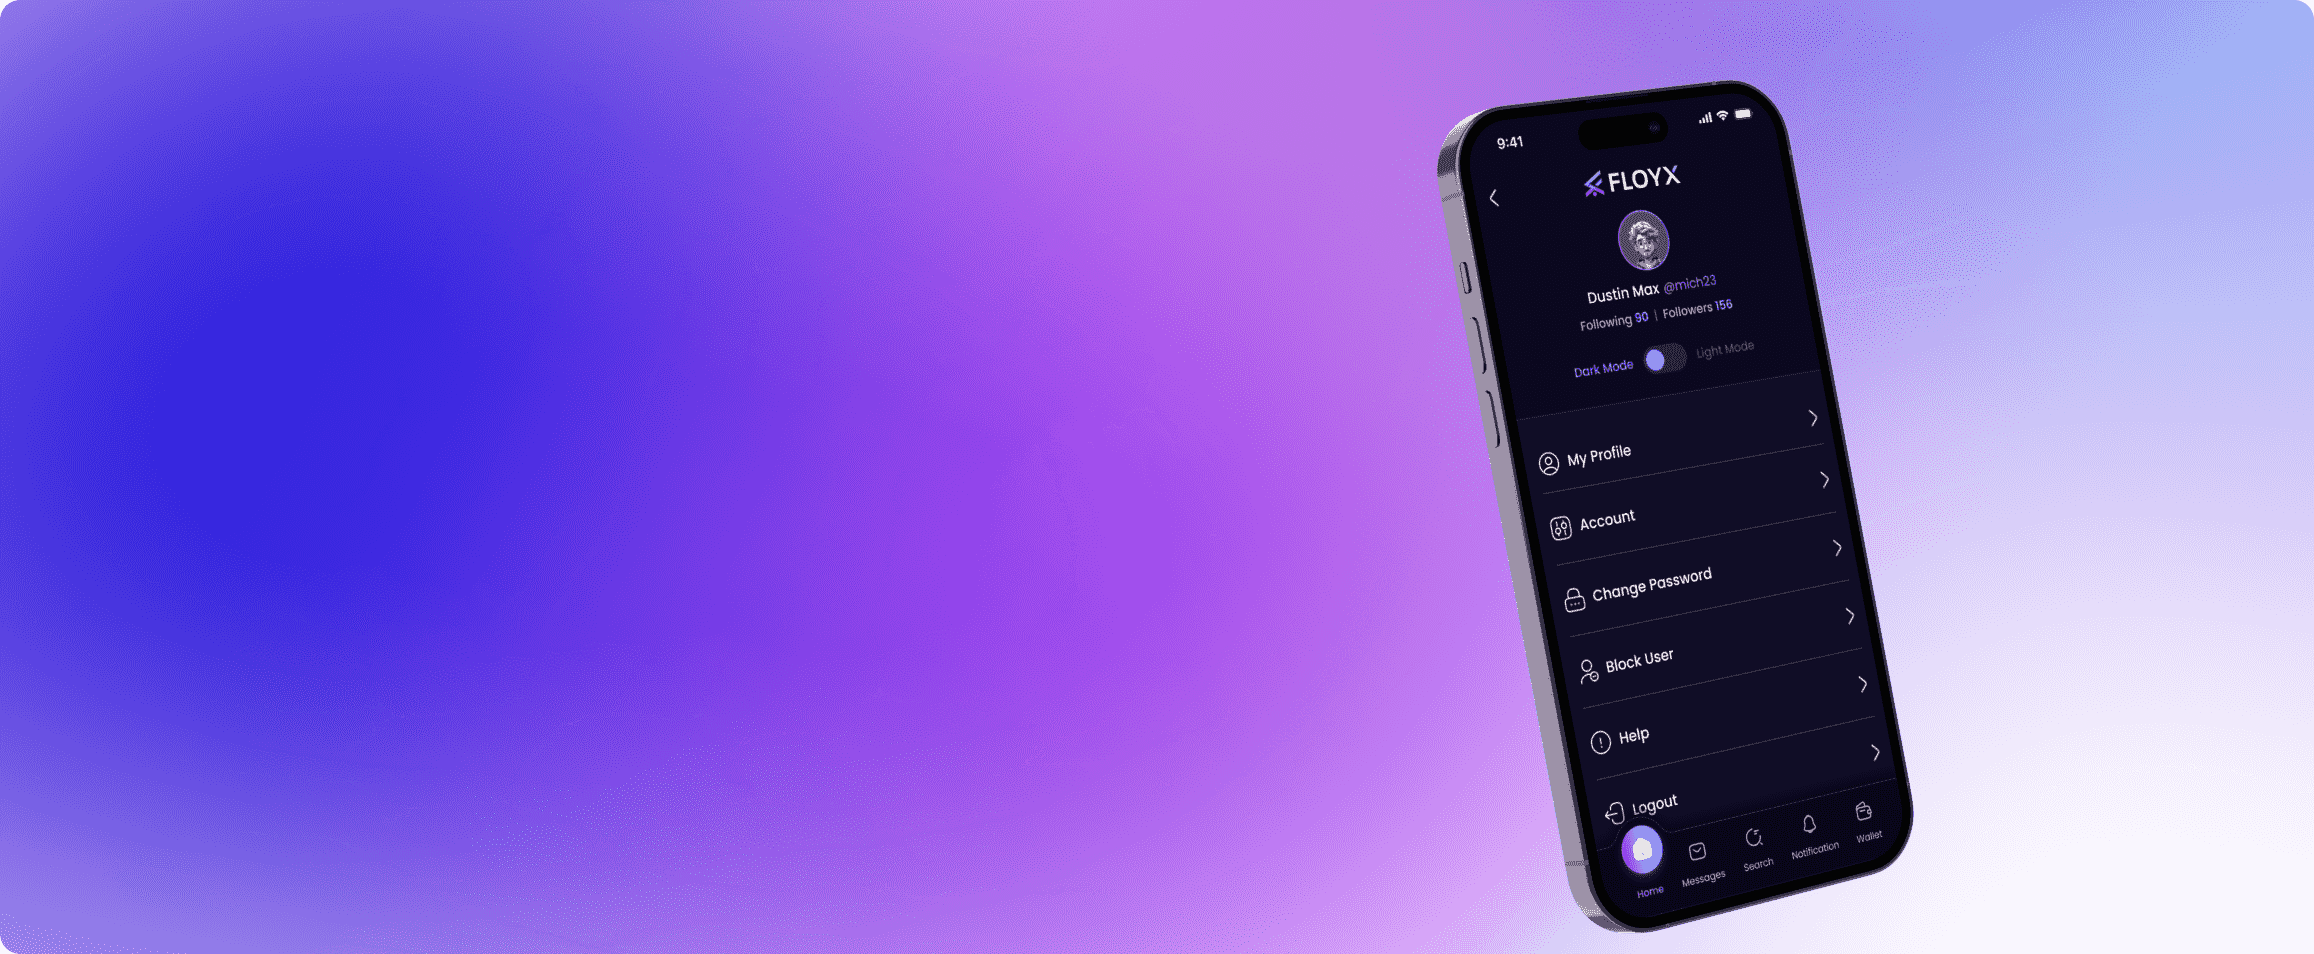 9:41
FLOYX
Dustin Max @mich23
Following 90 | Followers 156
Dark Mode Light Mode
My Profile
Account
Change Password
Block User
Help
Logout
Home Messages Search Notification Wallet